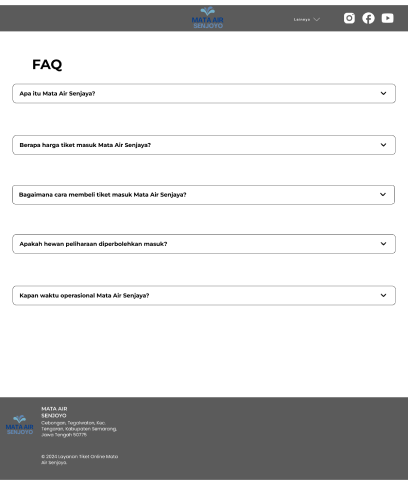 MATA AIR
SENJOYO
Lainnya
FAQ
Apa itu Mata Air Senjaya?
Berapa harga tiket masuk Mata Air Senjaya?
Bagaimana cara membeli tiket masuk Mata Air Senjaya?
Apakah hewan peliharaan diperbolehkan masuk?
Kapan waktu operasional Mata Air Senjaya?
MATA AIR
SENJOYO
MATA AIR
SENJOYO
Cebongan, Tegalwaton, Kec.
Tengaran, Kabupaten Semarang,
Jawa Tengah 50775
© 2024 Layanan Tiket Online Mata
Air Senjoyo.